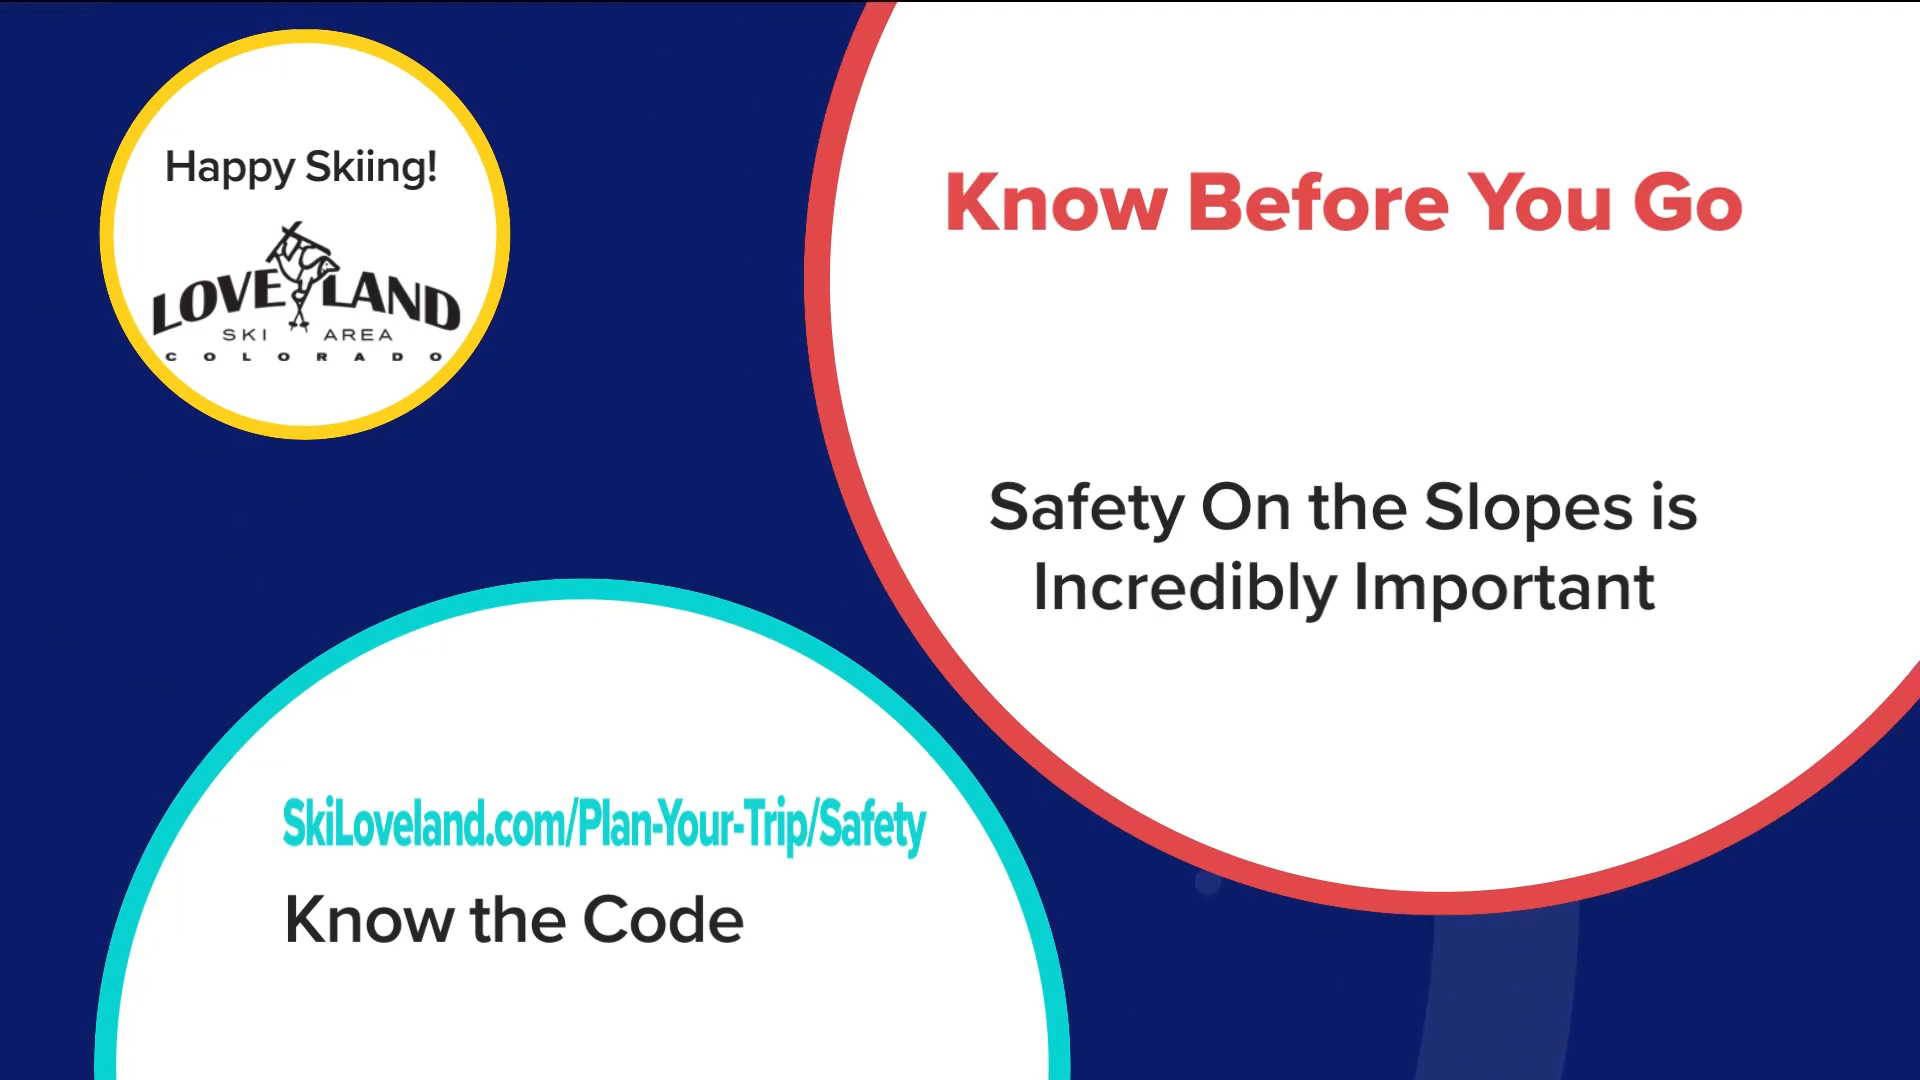 Happy Skiing!
LOVELAND
SKI AREA
COLORADO
Know Before You Go
Safety On the Slopes is
Incredibly Important
SkiLoveland.com/Plan-Your-Trip/Safety
Know the Code